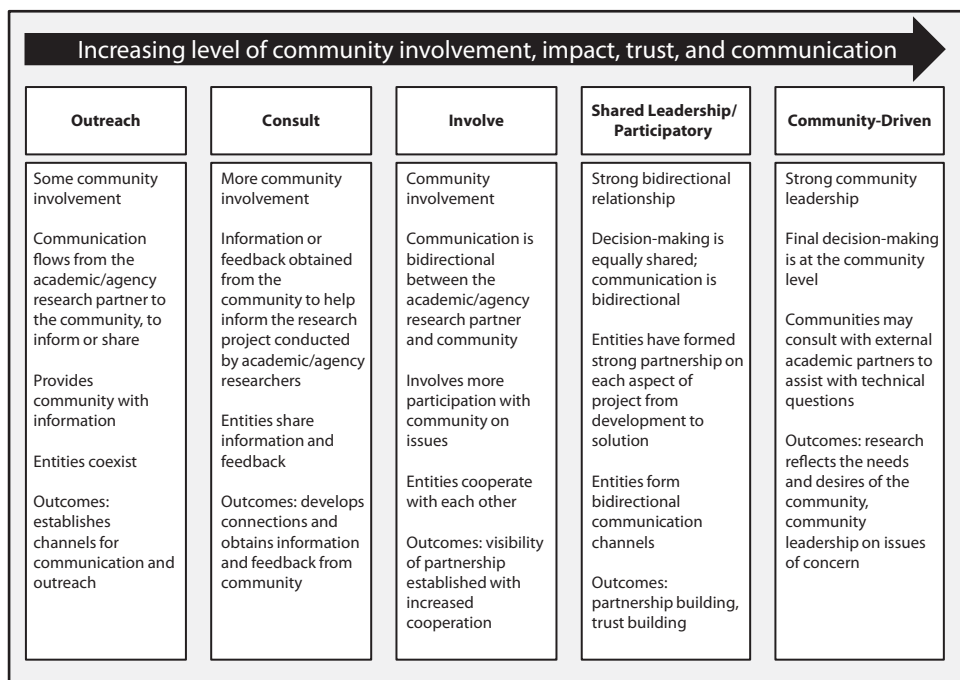 Increasing level of community involvement, impact, trust, and communication
Outreach
Some community
involvement
Communication
flows from the
academic/agency
research partner to
the community, to
inform or share
Provides
community with
information
Entities coexist
Outcomes:
establishes
channels for
communication and
outreach
Consult
More community
involvement
Information or
feedback obtained
from the
community to help
inform the research
project conducted
by academic/agency
researchers
Entities share
information and
feedback
Outcomes: develops
connections and
obtains information
and feedback from
community
Involve
Community
involvement
Communication is
bidirectional
between the
academic/agency
research partner
and community
Involves more
participation with
community on
issues
Entities cooperate
with each other
Outcomes: visibility
of partnership
established with
increased
cooperation
Shared Leadership/
Participatory
Strong bidirectional
relationship
Decision-making is
equally shared;
communication is
bidirectional
Entities have formed
strong partnership on
each aspect of
project from
development to
solution
Entities form
bidirectional
communication
channels
Outcomes:
partnership building,
trust building
Community-Driven
Strong community
leadership
Final decision-making
is at the community
level
Communities may
consult with external
academic partners to
assist with technical
questions
Outcomes: research
reflects the needs
and desires of the
community,
community
leadership on issues
of concern